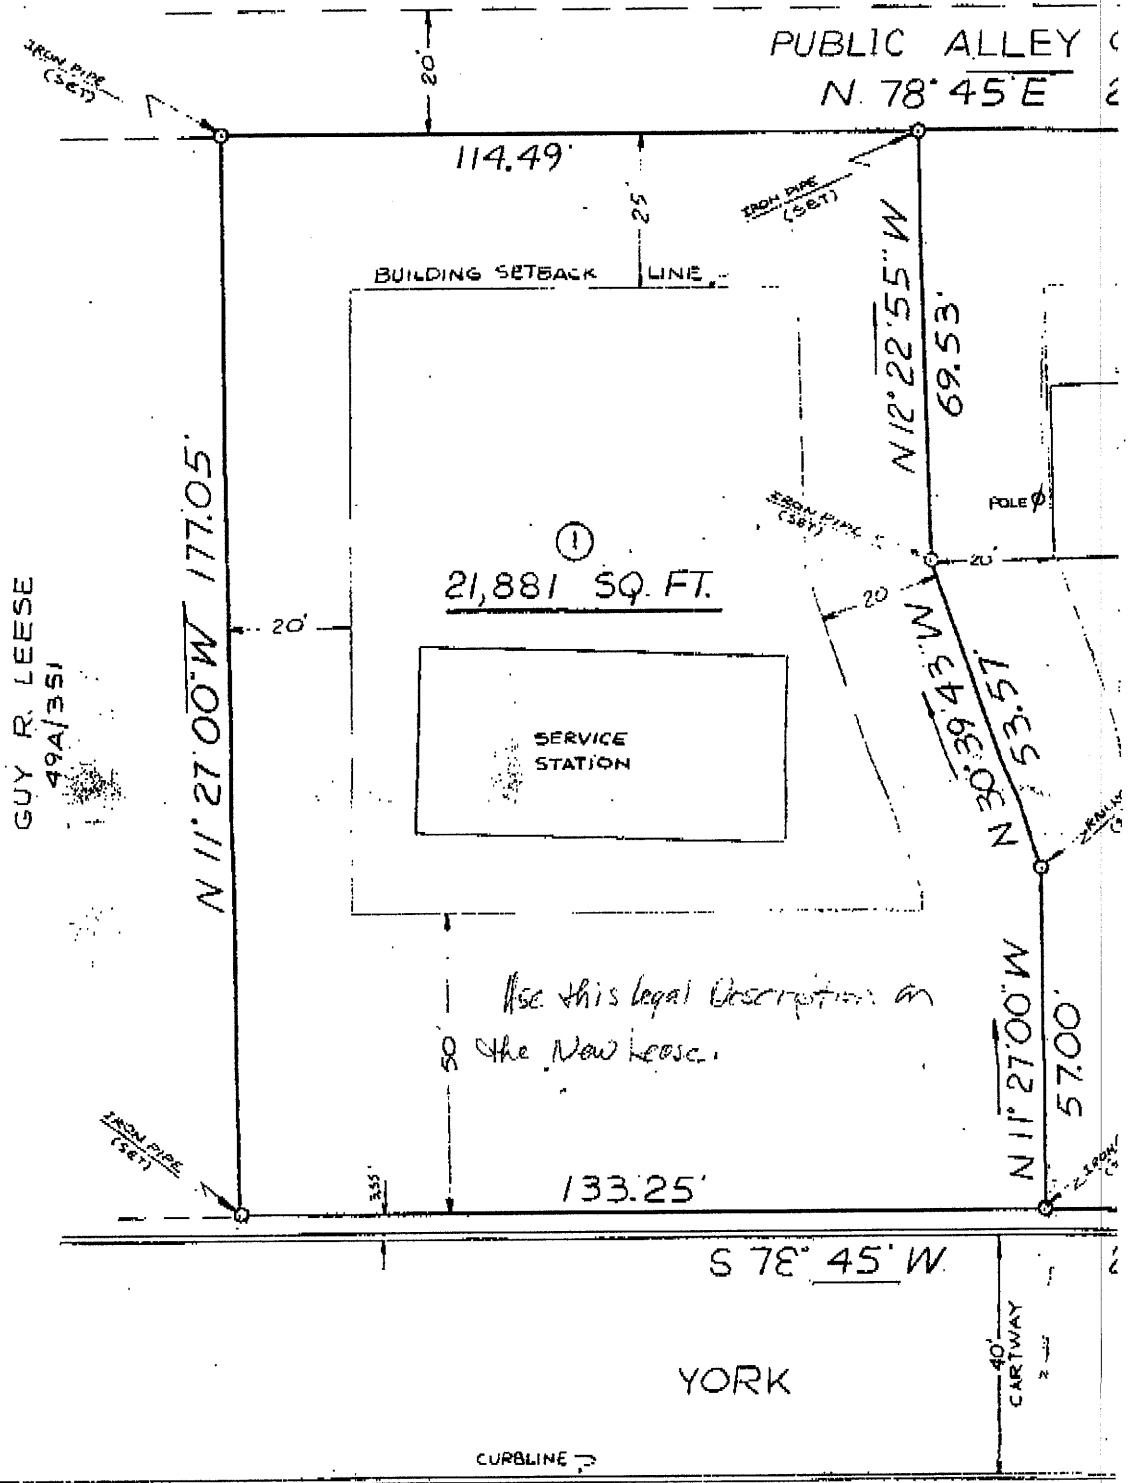 IRON PIPE
(SET)
20'
PUBLIC ALLEY
N. 78° 45' E
114.49'
25'
IRON PIPE
(SET)
BUILDING SETBACK LINE
N 12° 22' 55" W
69.53'
POLE
IRON PIPE
(SET)
20'
20
1
21,881 SQ. FT.
N 11° 27' 00" W 177.05'
20'
GUY R. LEESE
49A/351
N 30° 39' 43" W
53.57'
SERVICE
STATION
Use this Legal Description on
the New Lease.
50'
N 11° 27' 00" W
57.00'
IRON PIPE
(SET)
133.25'
S 78° 45' W
YORK
40'
CARTWAY
CURBLINE